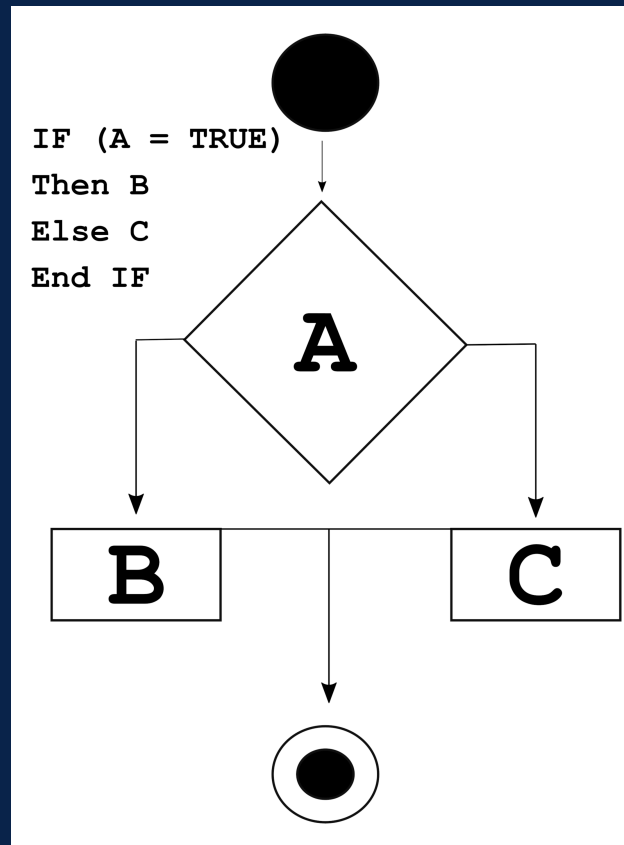 IF (A = TRUE)
Then B
Else C
End IF
A
B
C